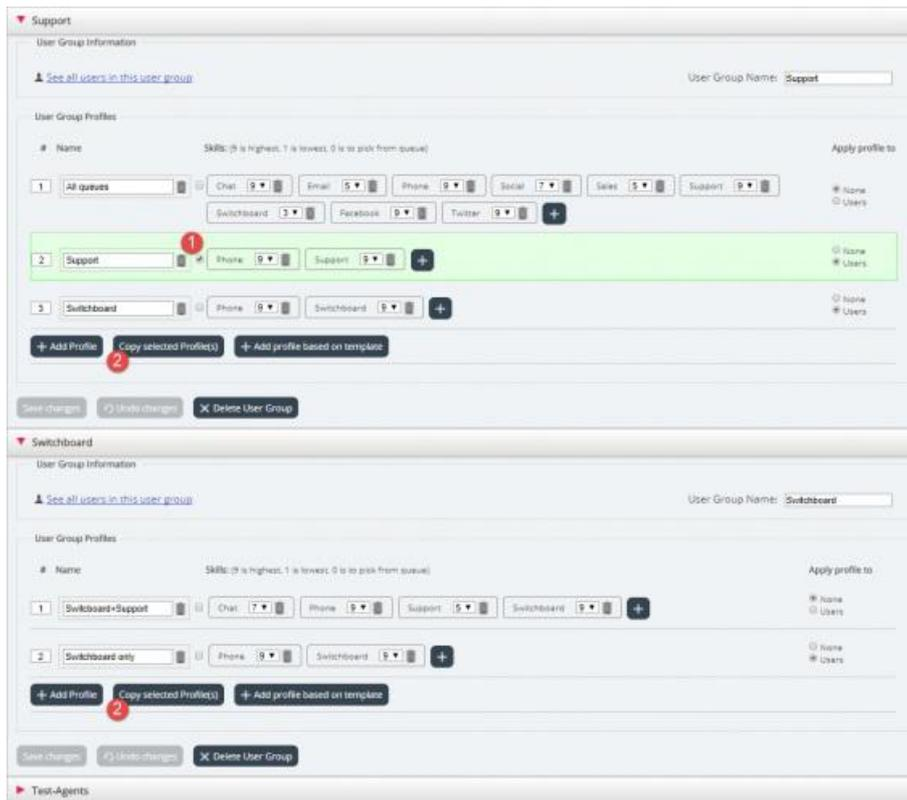 Support
User Group Information
See all users in this user group User Group Name: Support
User Group Profiles
# Name Skills: (9 is highest, 1 is lowest, 0 is to pick from queue) Apply profile to
1 All queues Chat 9 Email 5 Phone 9 Social 7 Sales 5 Support 9 None
Users
Switchboard 3 Facebook 9 Twitter 9 +
1
2 Support Phone 9 Support 9 + None
Users
3 Switchboard Phone 9 Switchboard 9 + None
Users
+ Add Profile Copy selected Profile(s) + Add profile based on template
2
Save changes Undo changes X Delete User Group
Switchboard
User Group Information
See all users in this user group User Group Name: Switchboard
User Group Profiles
# Name Skills: (9 is highest, 1 is lowest, 0 is to pick from queue) Apply profile to
1 Switcboard+Support Chat 7 Phone 9 Support 5 Switchboard 9 + None
Users
2 Switchboard only Phone 9 Switchboard 9 + None
Users
+ Add Profile Copy selected Profile(s) + Add profile based on template
2
Save changes Undo changes X Delete User Group
Test-Agents